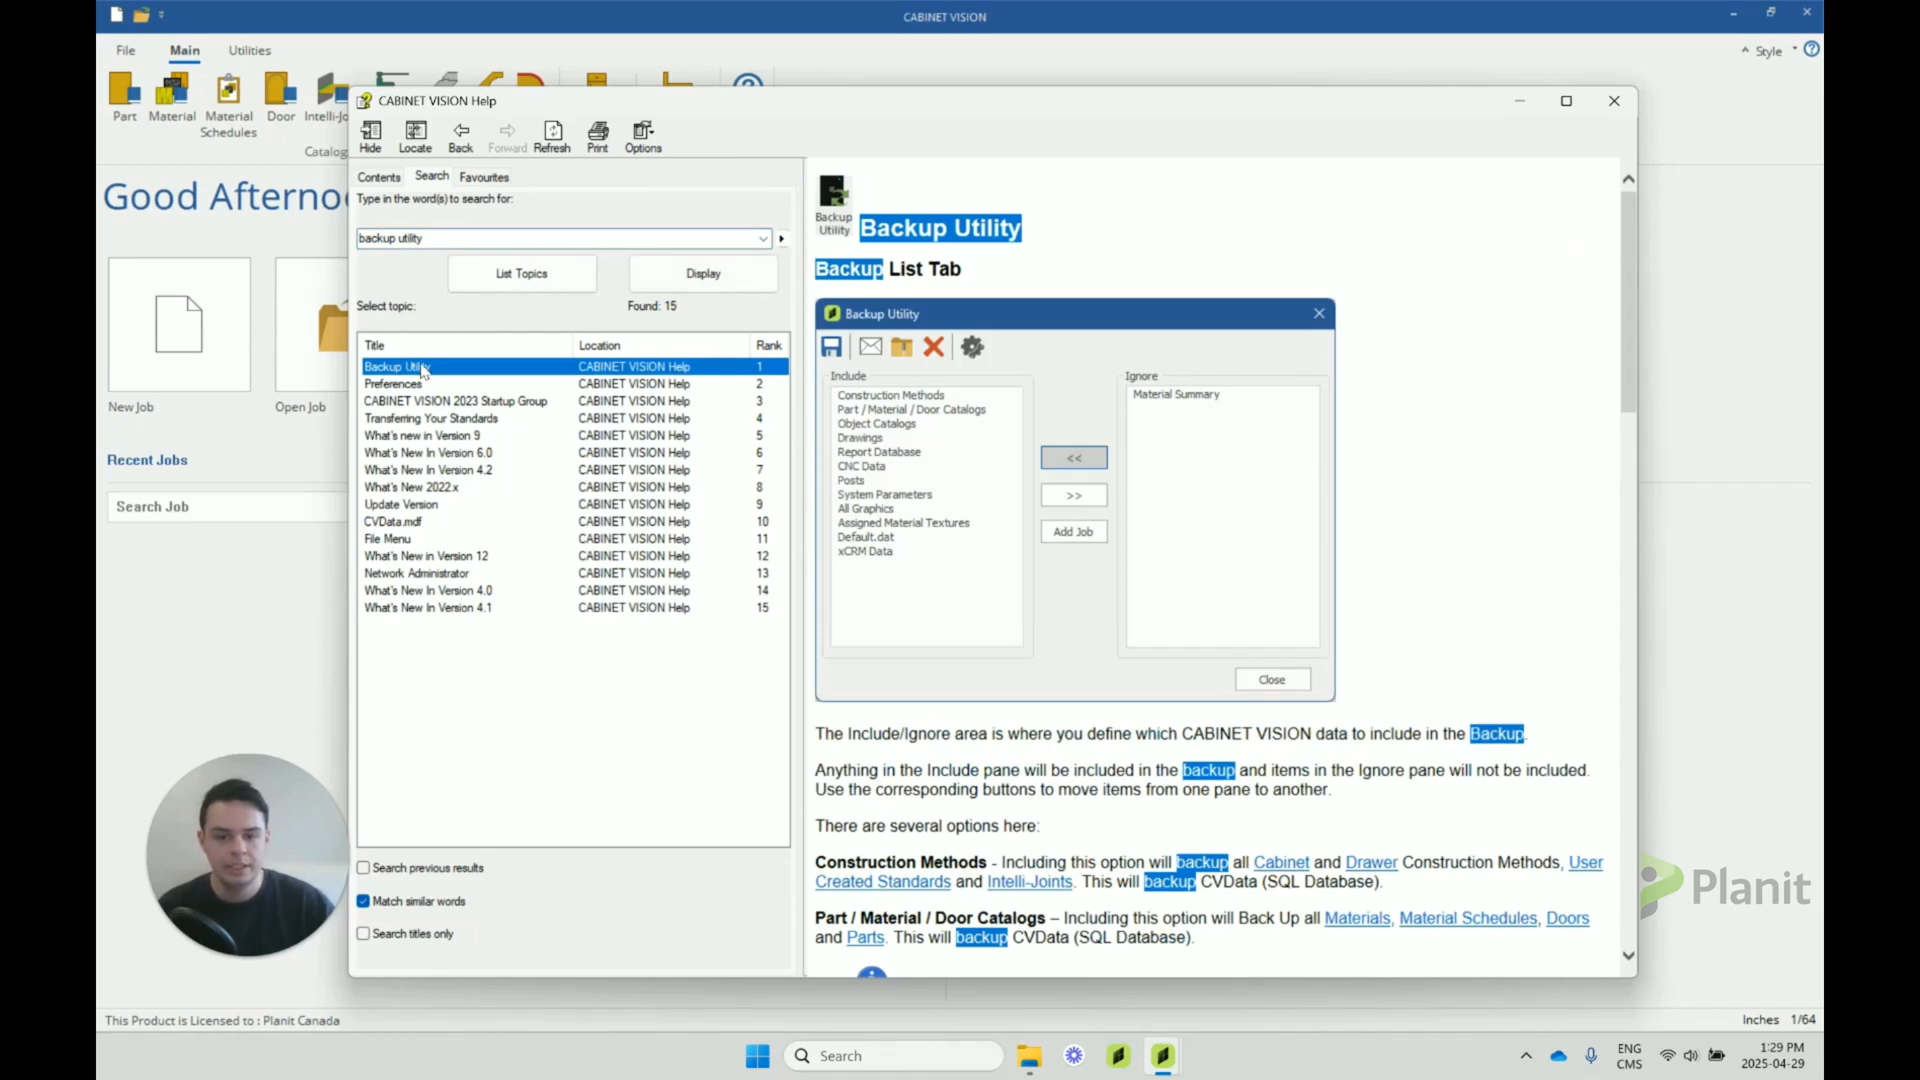 CABINET VISION
File Main Utilities
Style
Part Material Material Schedules Door Intelli-Jo
Catalog
Good Afterno
New Job
Open Job
Recent Jobs
Search Job
CABINET VISION Help
Hide Locate Back Forward Refresh Print Options
Contents Search Favourites
Type in the word(s) to search for:
backup utility
List Topics Display
Select topic: Found: 15
Title Location Rank
Backup Utility CABINET VISION Help 1
Preferences CABINET VISION Help 2
CABINET VISION 2023 Startup Group CABINET VISION Help 3
Transferring Your Standards CABINET VISION Help 4
What's new in Version 9 CABINET VISION Help 5
What's New In Version 6.0 CABINET VISION Help 6
What's New In Version 4.2 CABINET VISION Help 7
What's New 2022.x CABINET VISION Help 8
Update Version CABINET VISION Help 9
CVData.mdf CABINET VISION Help 10
File Menu CABINET VISION Help 11
What's New in Version 12 CABINET VISION Help 12
Network Administrator CABINET VISION Help 13
What's New In Version 4.0 CABINET VISION Help 14
What's New In Version 4.1 CABINET VISION Help 15
Search previous results
Match similar words
Search titles only
Backup
Utility
Backup Utility
Backup List Tab
Backup Utility
Include
Construction Methods
Part / Material / Door Catalogs
Object Catalogs
Drawings
Report Database
CNC Data
Posts
System Parameters
All Graphics
Assigned Material Textures
Default.dat
xCRM Data
<<
>>
Add Job
Ignore
Material Summary
Close
The Include/Ignore area is where you define which CABINET VISION data to include in the Backup.
Anything in the Include pane will be included in the backup and items in the Ignore pane will not be included.
Use the corresponding buttons to move items from one pane to another.
There are several options here:
Construction Methods - Including this option will backup all Cabinet and Drawer Construction Methods, User
Created Standards and Intelli-Joints. This will backup CVData (SQL Database).
Part / Material / Door Catalogs – Including this option will Back Up all Materials, Material Schedules, Doors
and Parts. This will backup CVData (SQL Database).
Planit
This Product is Licensed to : Planit Canada
Inches 1/64
Search
ENG
CMS
1:29 PM
2025-04-29